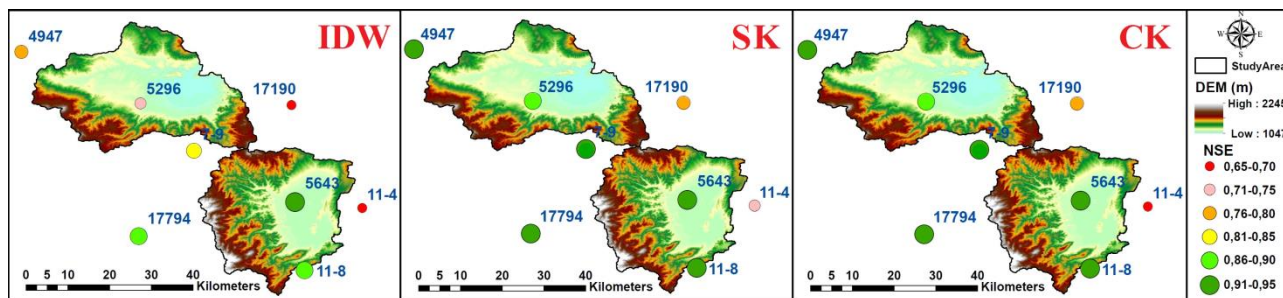 IDW
4947
5296
17190
7-9
5643
11-4
17794
11-8
0 5 10 20 30 40
Kilometers
SK
4947
5296
17190
7-9
5643
11-4
17794
11-8
0 5 10 20 30 40
Kilometers
CK
4947
5296
17190
7-9
5643
11-4
17794
11-8
0 5 10 20 30 40
Kilometers
N
W E
S
StudyArea
DEM (m)
High : 2245
Low : 1047
NSE
0,65-0,70
0,71-0,75
0,76-0,80
0,81-0,85
0,86-0,90
0,91-0,95